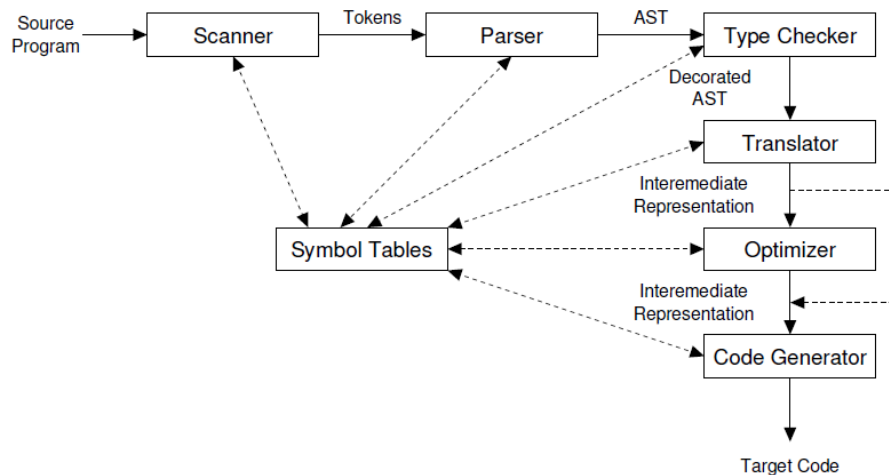 Source
Program
Scanner
Tokens
Parser
AST
Type Checker
Decorated
AST
Translator
Interemediate
Representation
Symbol Tables
Optimizer
Interemediate
Representation
Code Generator
Target Code